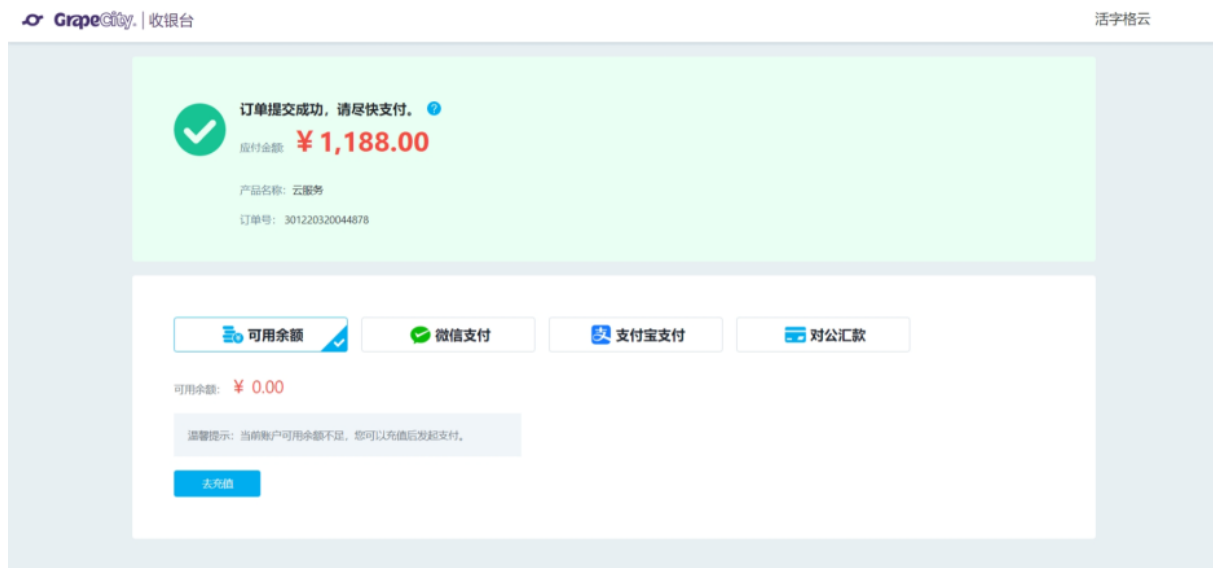 GrapeCity. | 收银台
活字格云
订单提交成功，请尽快支付。 ?
应付金额: ￥1,188.00
产品名称: 云服务
订单号: 301220320044878
可用余额 微信支付 支 支付宝支付 对公汇款
可用余额: ￥ 0.00
温馨提示：当前账户可用余额不足，您可以充值后发起支付。
去充值